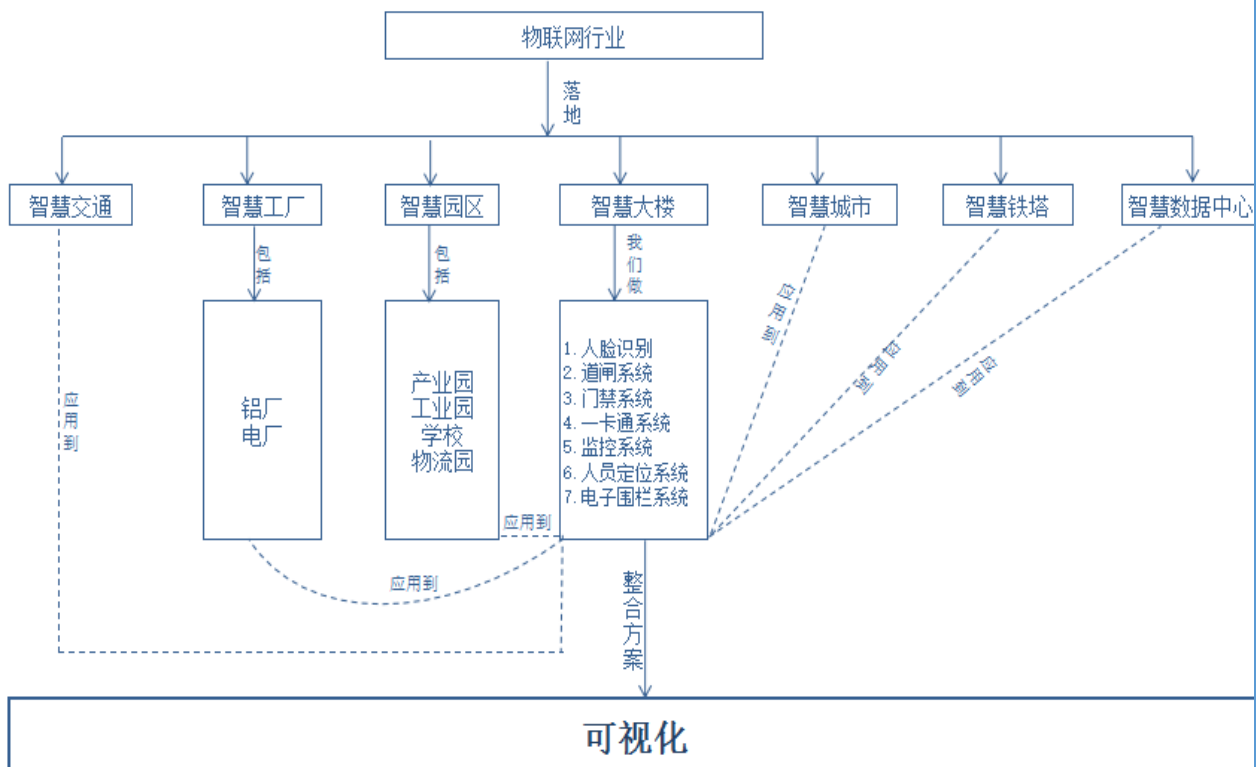 物联网行业
落地
智慧交通
智慧工厂
智慧园区
智慧大楼
智慧城市
智慧铁塔
智慧数据中心
包括
包括
我们做
应用到
应用到
应用到
应用到
铝厂
电厂
产业园
工业园
学校
物流园
1. 人脸识别
2. 道闸系统
3. 门禁系统
4. 一卡通系统
5. 监控系统
6. 人员定位系统
7. 电子围栏系统
应用到
应用到
整合方案
可视化